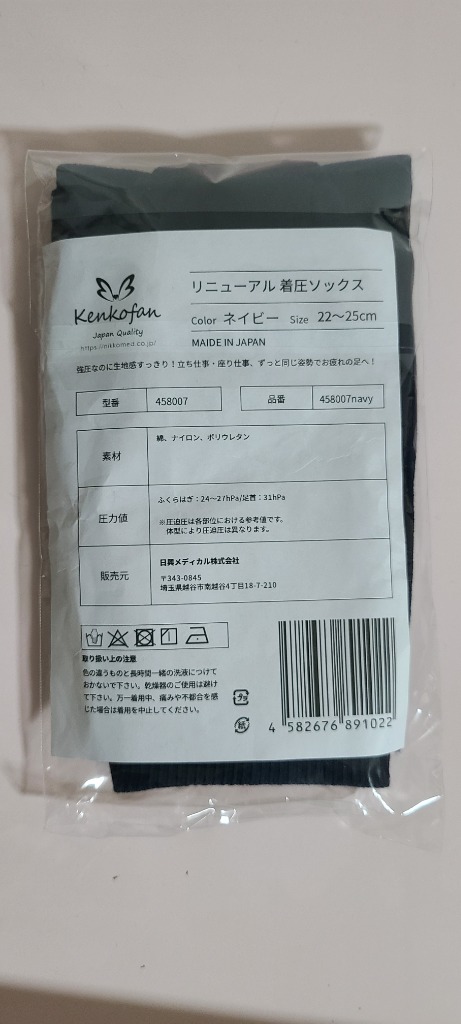 Kenkofan
Japan Quality
https://nikkomed.co.jp/
リニューアル 着圧ソックス
Color ネイビー Size 22～25cm
MAIDE IN JAPAN
強圧なのに生地感すっきり！立ち仕事・座り仕事、ずっと同じ姿勢でお疲れの足へ！
型番 458007 品番 458007navy
素材 綿、ナイロン、ポリウレタン
圧力値 ふくらはぎ：24～27hPa/足首：31hPa
※圧迫圧は各部位における参考値です。
体型により圧迫圧は異なります。
販売元 日興メディカル株式会社
〒343-0845
埼玉県越谷市南越谷4丁目18-7-210
取り扱い上の注意
色の違うものと長時間一緒の洗液につけて
おかないで下さい。乾燥器のご使用は避け
て下さい。万一着用中、痛みや不都合を感
じた場合は着用を中止してください。
プラ
紙
4 582676 891022